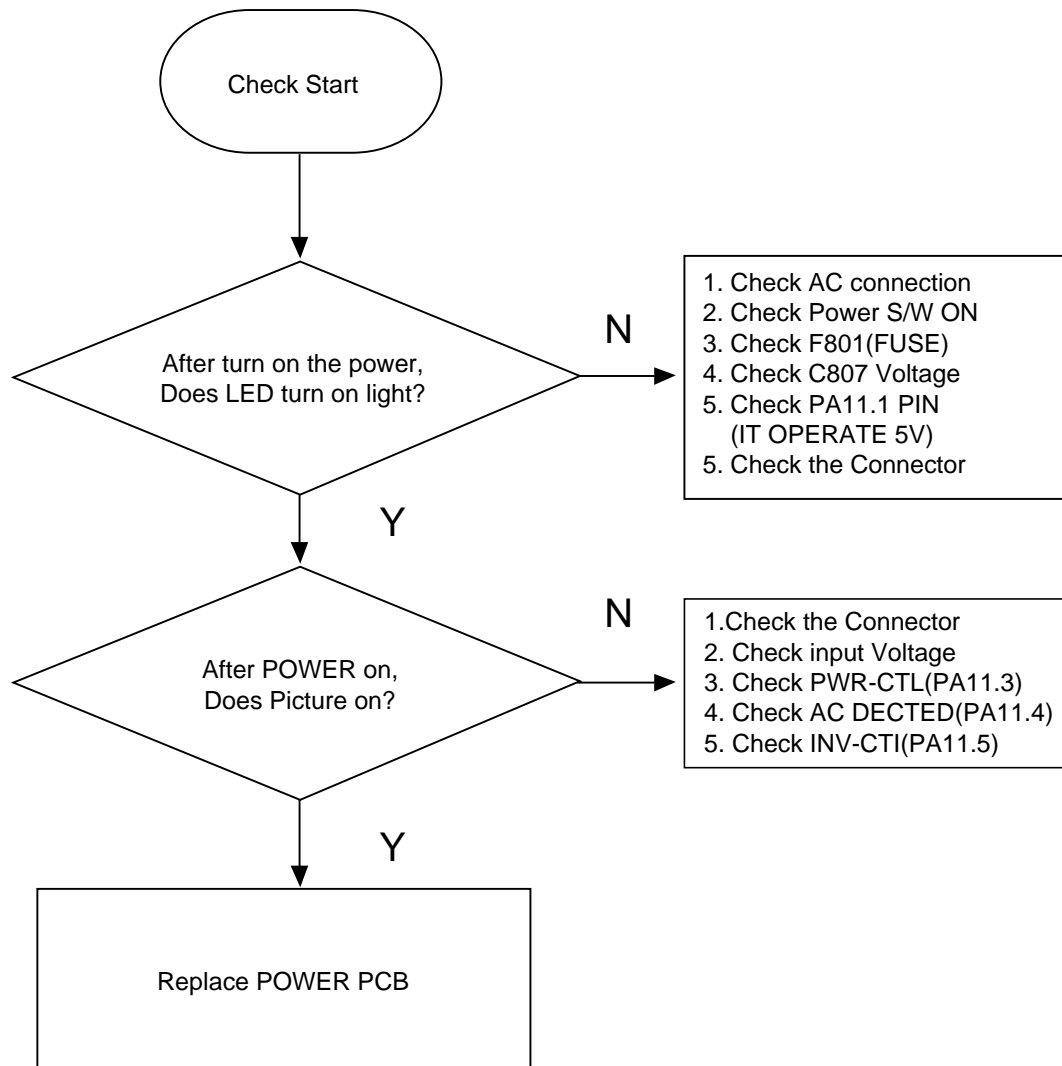 Check Start
After turn on the power,
Does LED turn on light?
N
1. Check AC connection
2. Check Power S/W ON
3. Check F801(FUSE)
4. Check C807 Voltage
5. Check PA11.1 PIN
(IT OPERATE 5V)
5. Check the Connector
Y
After POWER on,
Does Picture on?
N
1.Check the Connector
2. Check input Voltage
3. Check PWR-CTL(PA11.3)
4. Check AC DECTED(PA11.4)
5. Check INV-CTI(PA11.5)
Y
Replace POWER PCB